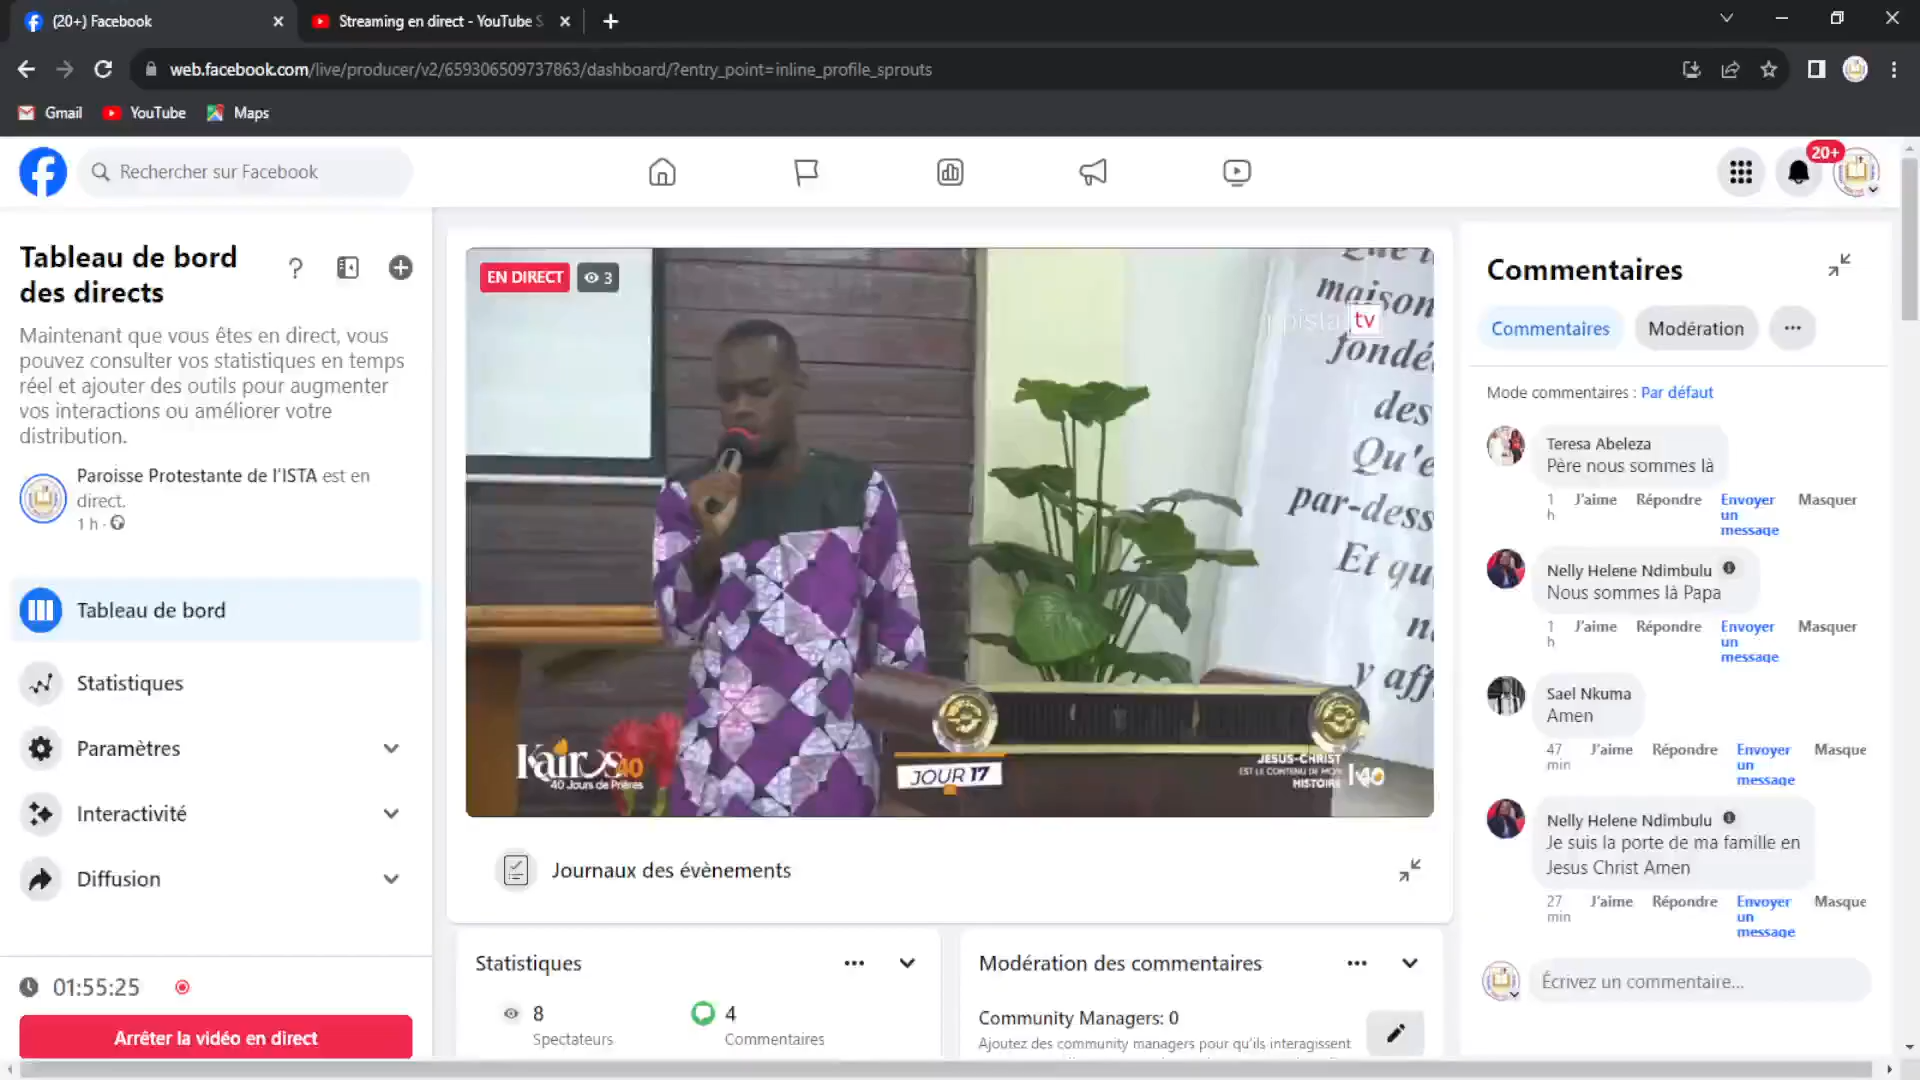 (20+) Facebook
Streaming en direct - YouTube S
web.facebook.com/live/producer/v2/659306509737863/dashboard/?entry_point=inline_profile_sprouts
Gmail
YouTube
Maps
Rechercher sur Facebook
20+
Tableau de bord
des directs
Maintenant que vous êtes en direct, vous
pouvez consulter vos statistiques en temps
réel et ajouter des outils pour augmenter
vos interactions ou améliorer votre
distribution.
Paroisse Protestante de l'ISTA est en
direct.
1 h ·
Tableau de bord
Statistiques
Paramètres
Interactivité
Diffusion
01:55:25
Arrêter la vidéo en direct
EN DIRECT
3
maison
tv
fondé
des
Qu'e
par-dess
Et qu
n
y aff
Kairos 40
40 Jours de Prières
JOUR 17
JESUS-CHRIST
EST LE CONTENU DE MON
HISTOIRE
K40
Journaux des évènements
Statistiques
8
Spectateurs
4
Commentaires
Modération des commentaires
Community Managers: 0
Ajoutez des community managers pour qu'ils interagissent
Commentaires
Commentaires
Modération
Mode commentaires : Par défaut
Teresa Abeleza
Père nous sommes là
1 h J'aime Répondre Envoyer un message Masquer
Nelly Helene Ndimbulu
Nous sommes là Papa
1 h J'aime Répondre Envoyer un message Masquer
Sael Nkuma
Amen
47 min J'aime Répondre Envoyer un message Masque
Nelly Helene Ndimbulu
Je suis la porte de ma famille en
Jesus Christ Amen
27 min J'aime Répondre Envoyer un message Masque
Écrivez un commentaire...